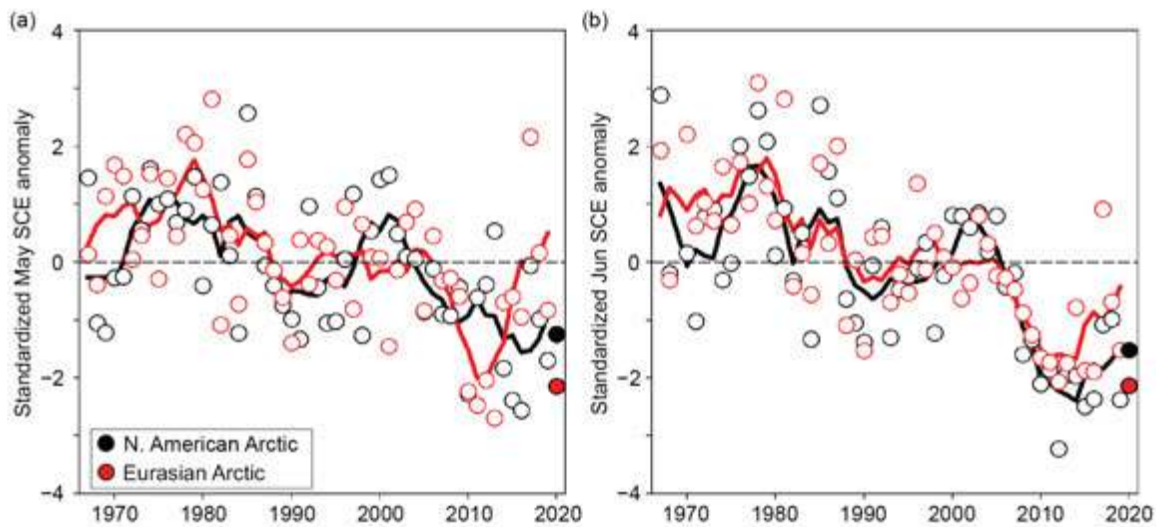 (a)
Standardized May SCE anomaly
4
2
0
−2
−4
N. American Arctic
Eurasian Arctic
1970 1980 1990 2000 2010 2020
(b)
Standardized Jun SCE anomaly
4
2
0
−2
−4
1970 1980 1990 2000 2010 2020